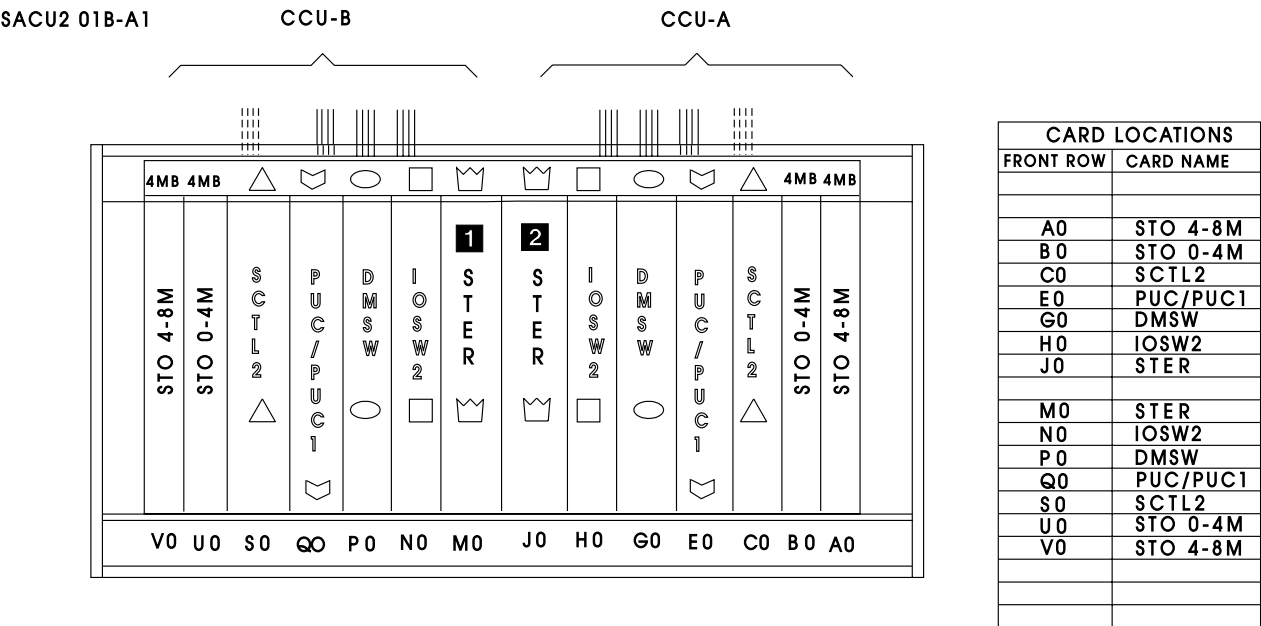 SACU2 01B-A1
CCU-B
CCU-A
4MB 4MB
4MB 4MB
1
2
STO 4-8M
STO 0-4M
SCTL2
PUC/PUC1
DMSW
IOSW2
STER
STER
IOSW2
DMSW
PUC/PUC1
SCTL2
STO 0-4M
STO 4-8M
V0 U0 S0 Q0 P0 N0 M0 J0 H0 G0 E0 C0 B0 A0
CARD LOCATIONS
FRONT ROW CARD NAME
A0 STO 4-8M
B0 STO 0-4M
C0 SCTL2
E0 PUC/PUC1
G0 DMSW
H0 IOSW2
J0 STER
M0 STER
N0 IOSW2
P0 DMSW
Q0 PUC/PUC1
S0 SCTL2
U0 STO 0-4M
V0 STO 4-8M